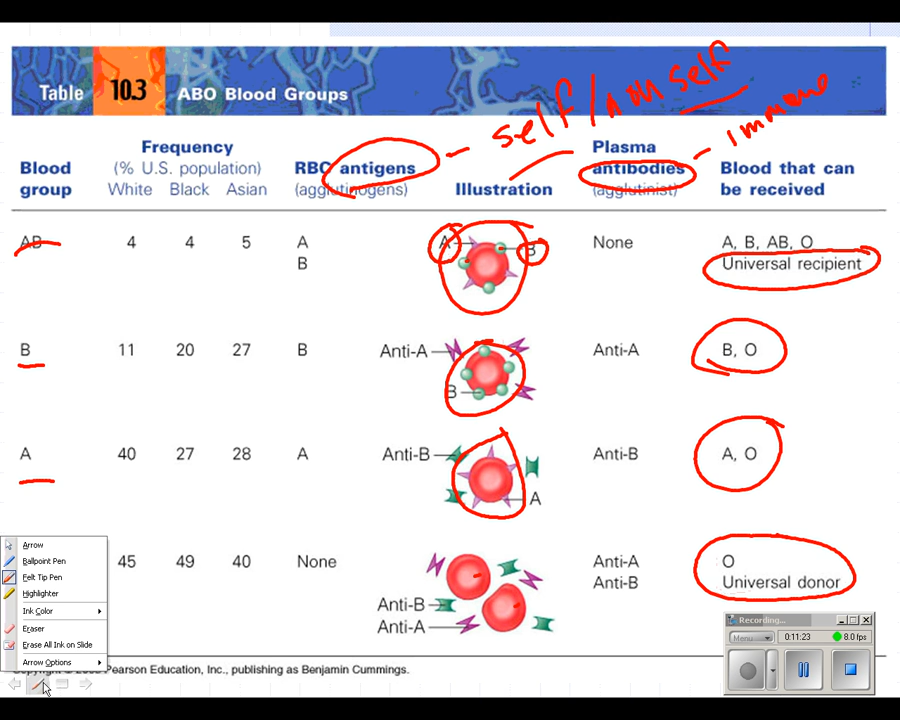 Table 10.3 ABO Blood Groups
self/non self
immune
Frequency
(% U.S. population)
White Black Asian
Blood
group
RBC antigens
(agglutinogens)
Illustration
Plasma
antibodies
(agglutinist)
Blood that can
be received
AB 4 4 5 A
B
A B
None
A, B, AB, O
Universal recipient
B 11 20 27 B
Anti-A
B
Anti-A
B, O
A 40 27 28 A
Anti-B
A
Anti-B
A, O
45 49 40 None
Anti-B
Anti-A
Anti-A
Anti-B
O
Universal donor
Arrow
Ballpoint Pen
Felt Tip Pen
Highlighter
Ink Color
Eraser
Erase All Ink on Slide
Arrow Options
Recording...
Menu 0:11:23 8.0 fps
Pearson Education, Inc., publishing as Benjamin Cummings.